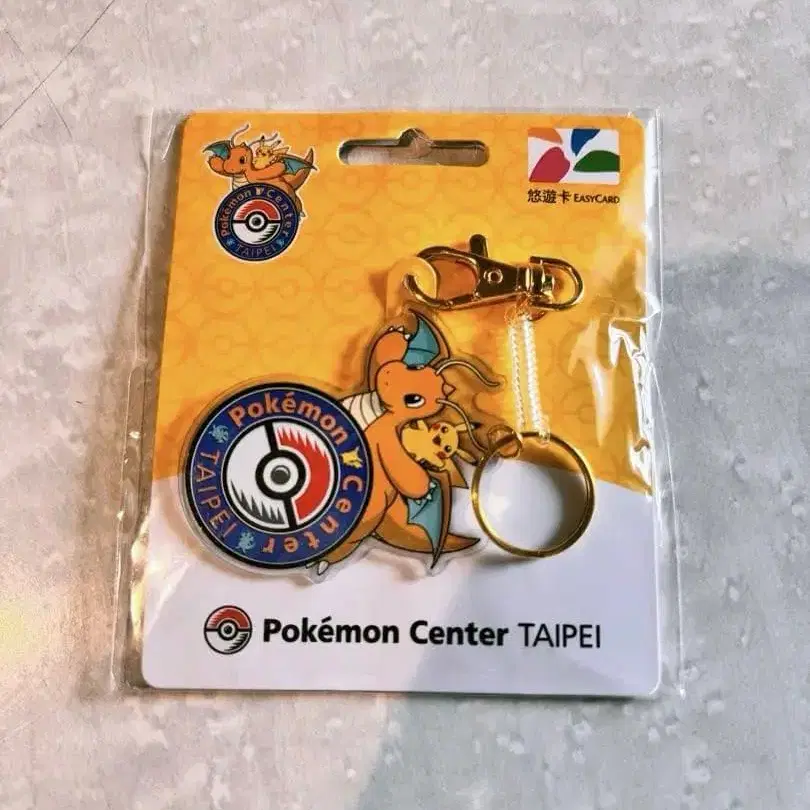 Pokémon Center
TAIPEI
悠遊卡 EASYCARD
Pokémon Center
TAIPEI
Pokémon Center TAIPEI